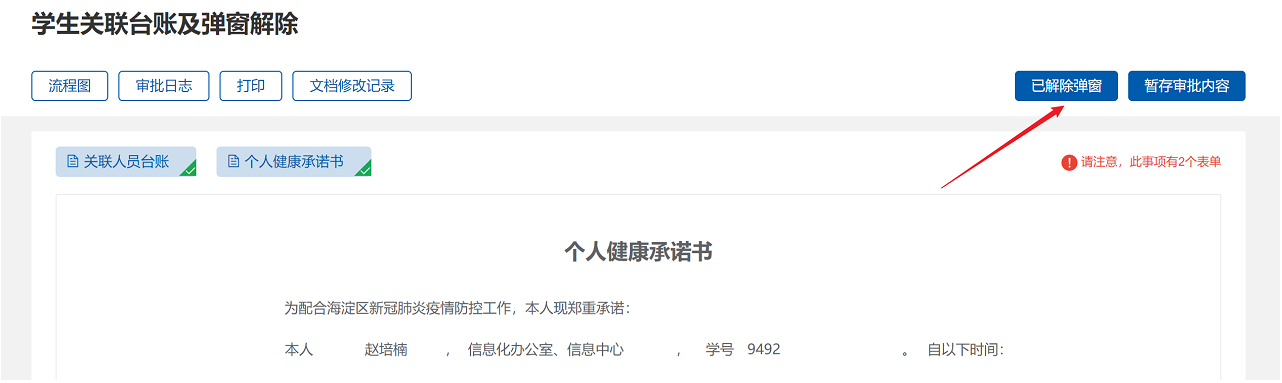 学生关联台账及弹窗解除
流程图 审批日志 打印 文档修改记录 已解除弹窗 暂存审批内容
关联人员台账 个人健康承诺书 请注意，此事项有2个表单
个人健康承诺书
为配合海淀区新冠肺炎疫情防控工作，本人现郑重承诺：
本人 赵培楠 ， 信息化办公室、信息中心 ， 学号 9492 。 自以下时间：